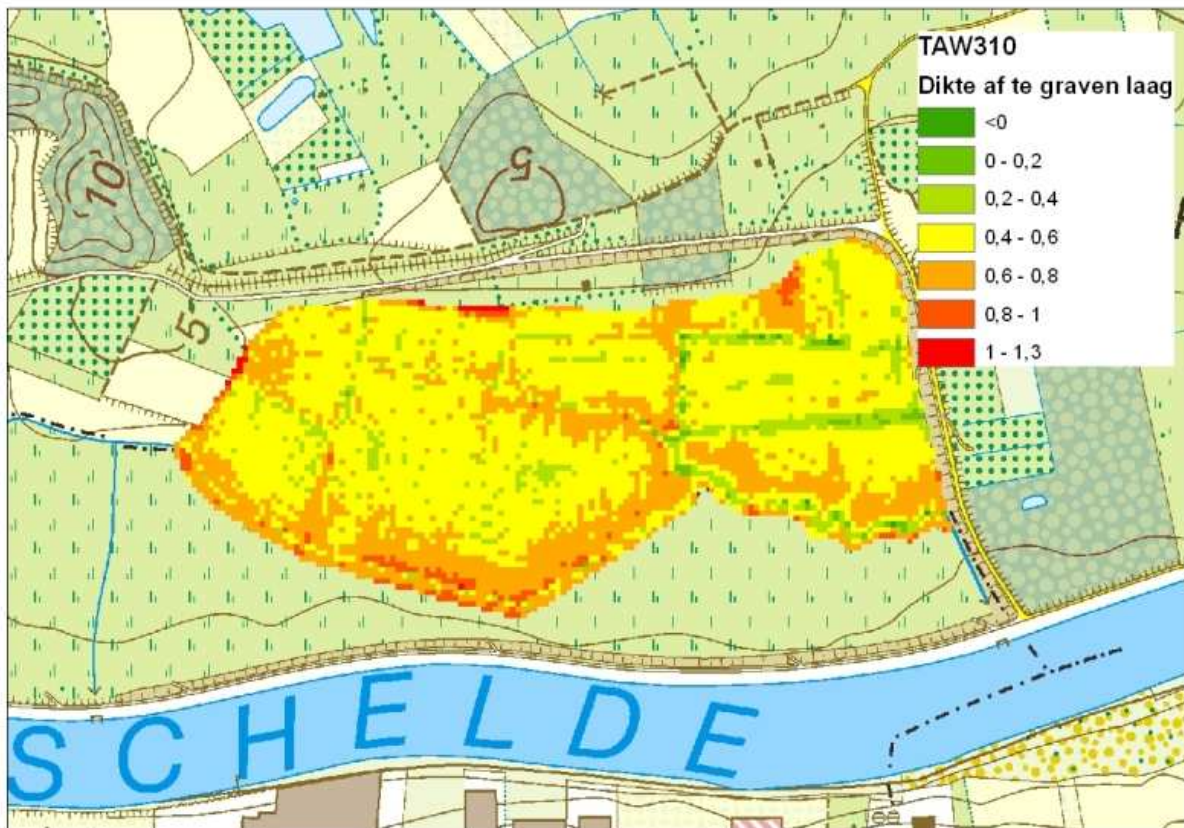 TAW310
Dikte af te graven laag
<0
0 - 0,2
0,2 - 0,4
0,4 - 0,6
0,6 - 0,8
0,8 - 1
1 - 1,3
10
5
5
SCHELDE